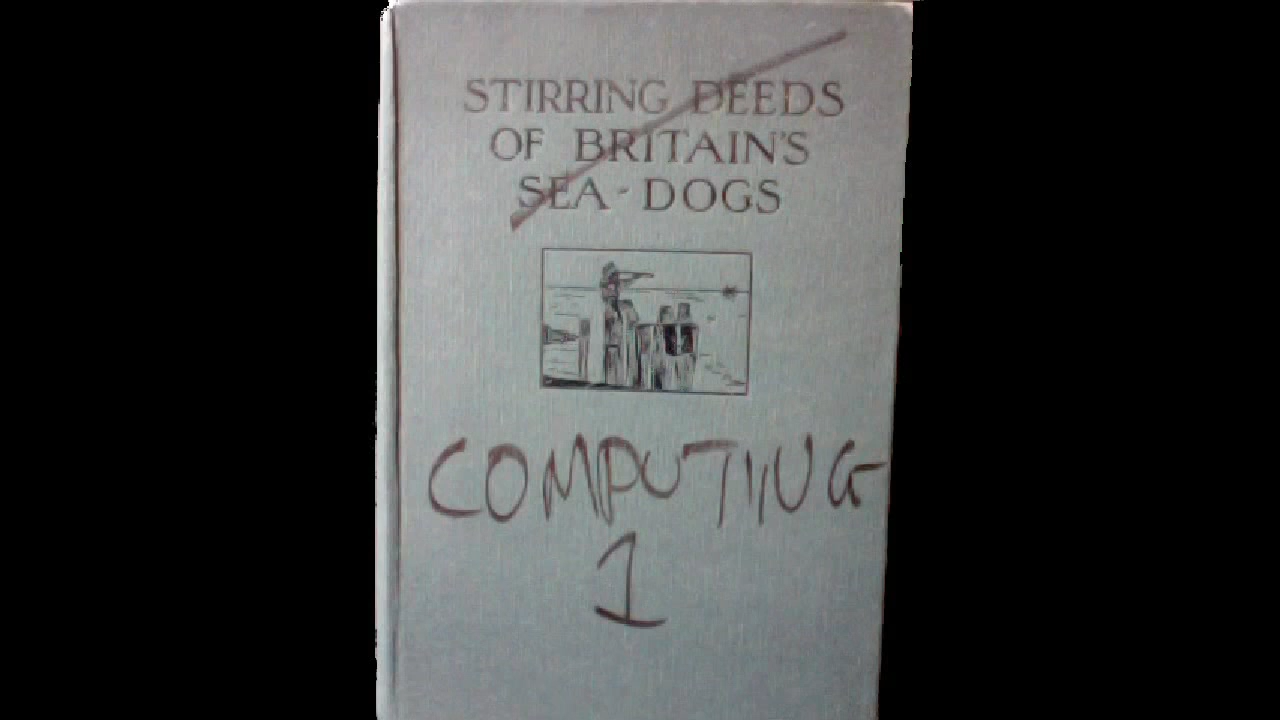 STIRRING DEEDS
OF BRITAIN'S
SEA-DOGS
COMPUTING
1